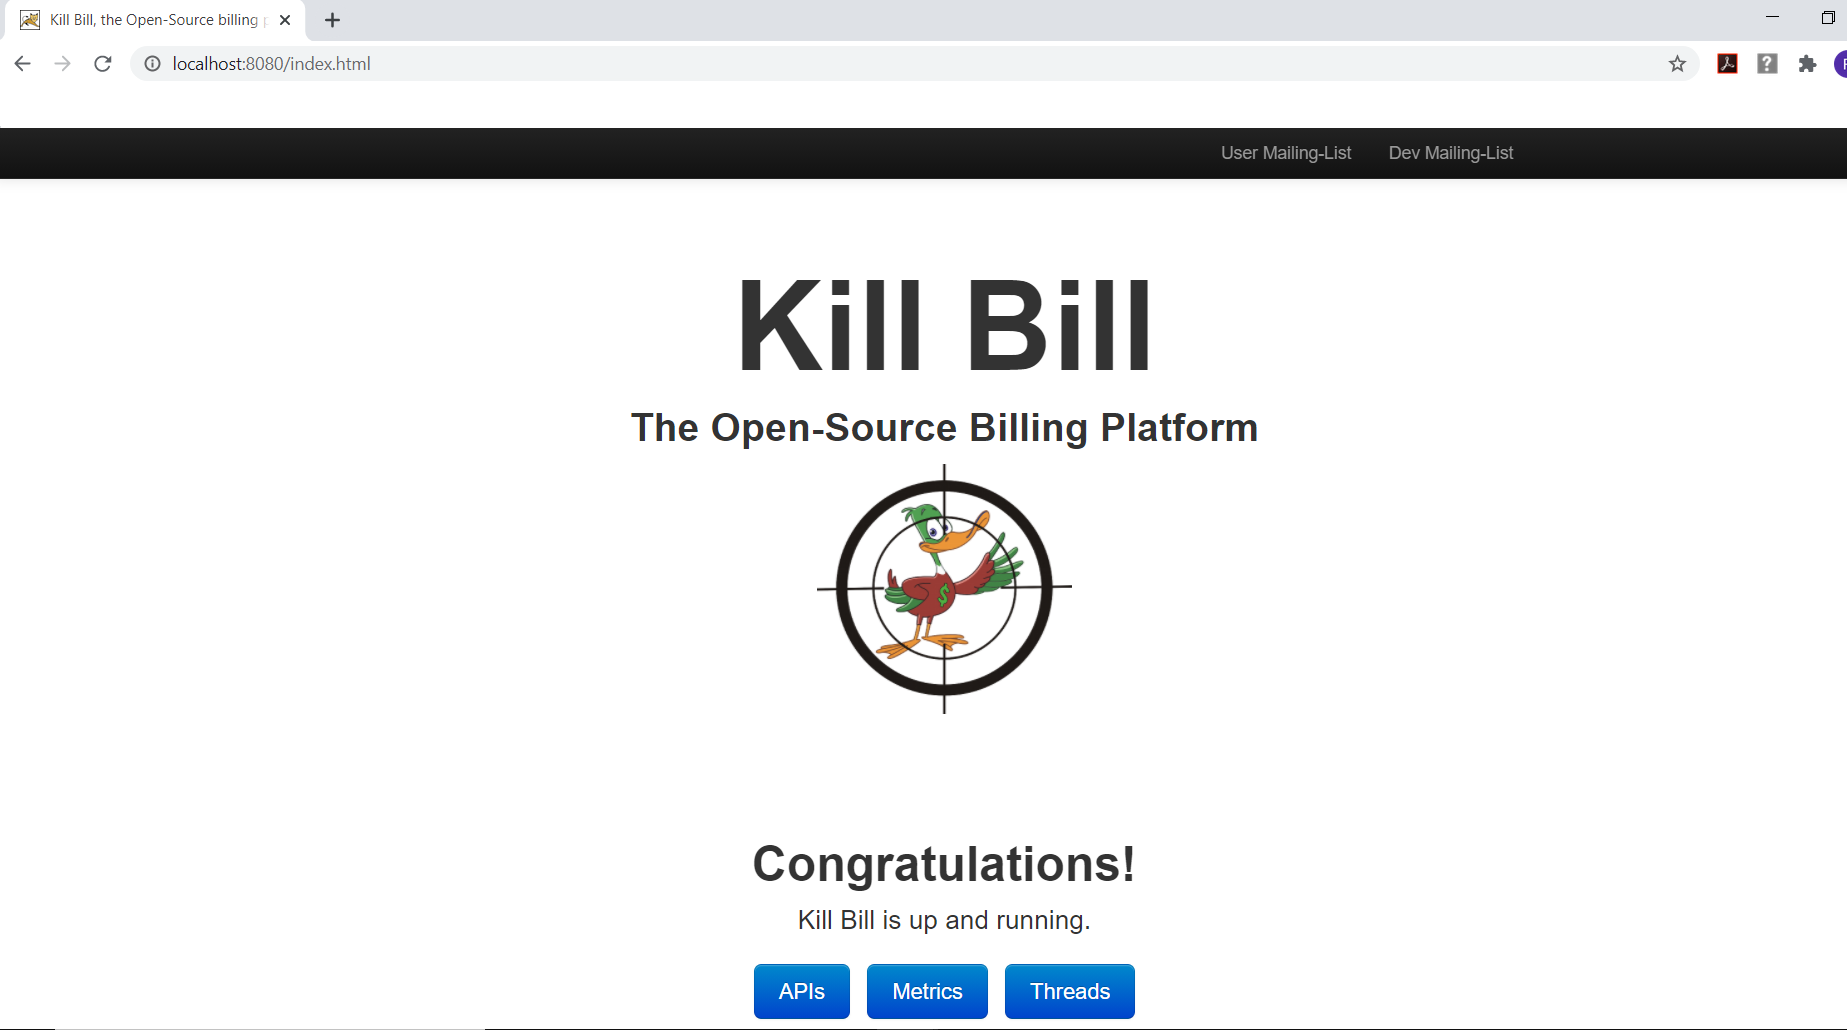 Kill Bill, the Open-Source billing
localhost:8080/index.html
User Mailing-List Dev Mailing-List
Kill Bill
The Open-Source Billing Platform
$
Congratulations!
Kill Bill is up and running.
APIs Metrics Threads